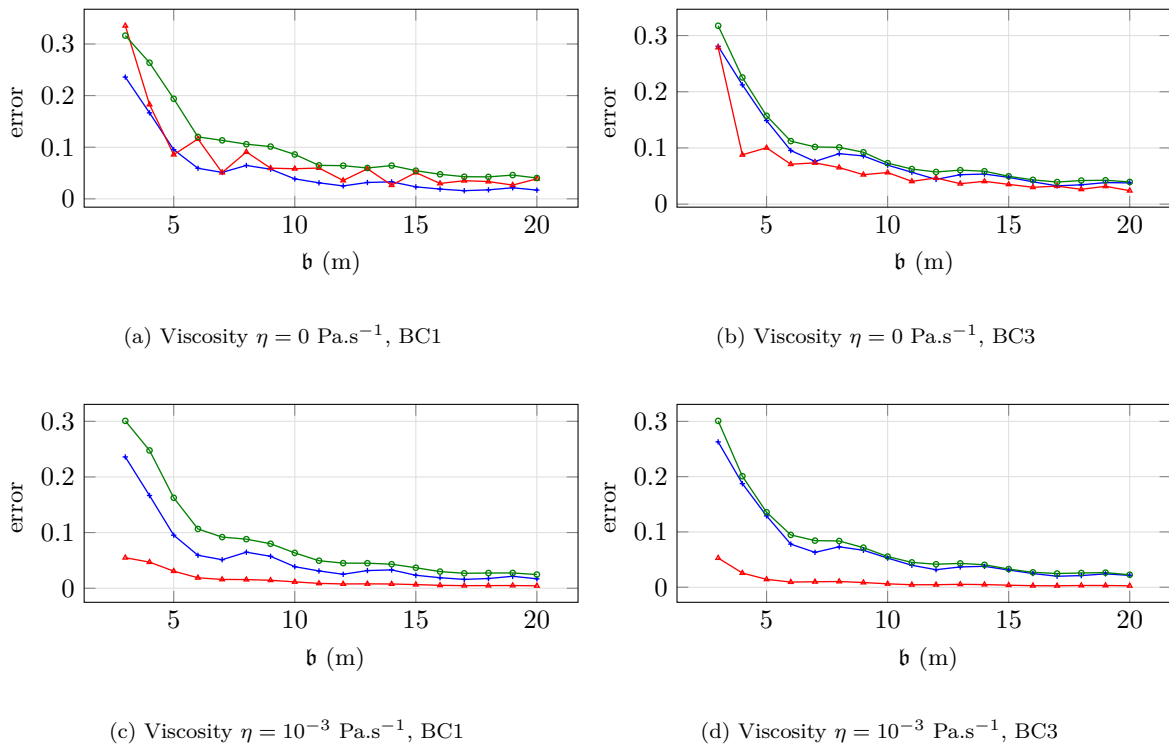 0.3
0.2
0.1
0
error
5
10
15
20
𝔟 (m)
(a) Viscosity η = 0 Pa.s⁻¹, BC1
0.3
0.2
0.1
0
error
5
10
15
20
𝔟 (m)
(b) Viscosity η = 0 Pa.s⁻¹, BC3
0.3
0.2
0.1
0
error
5
10
15
20
𝔟 (m)
(c) Viscosity η = 10⁻³ Pa.s⁻¹, BC1
0.3
0.2
0.1
0
error
5
10
15
20
𝔟 (m)
(d) Viscosity η = 10⁻³ Pa.s⁻¹, BC3